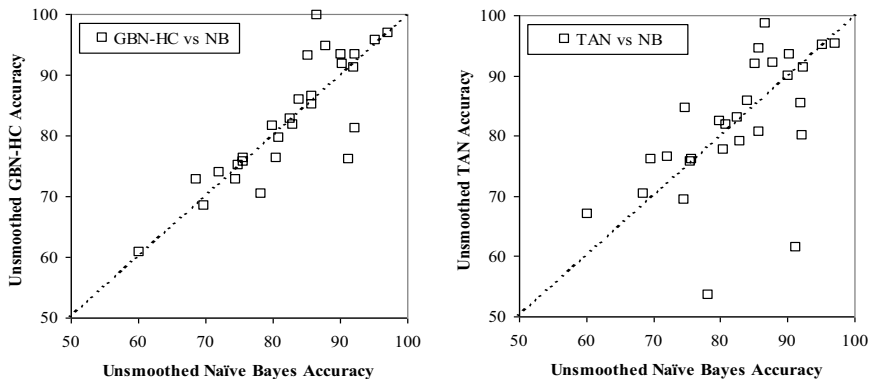 Unsmoothed GBN-HC Accuracy
100
90
80
70
60
50
GBN-HC vs NB
50 60 70 80 90 100
Unsmoothed Naïve Bayes Accuracy
Unsmoothed TAN Accuracy
100
90
80
70
60
50
TAN vs NB
50 60 70 80 90 100
Unsmoothed Naïve Bayes Accuracy